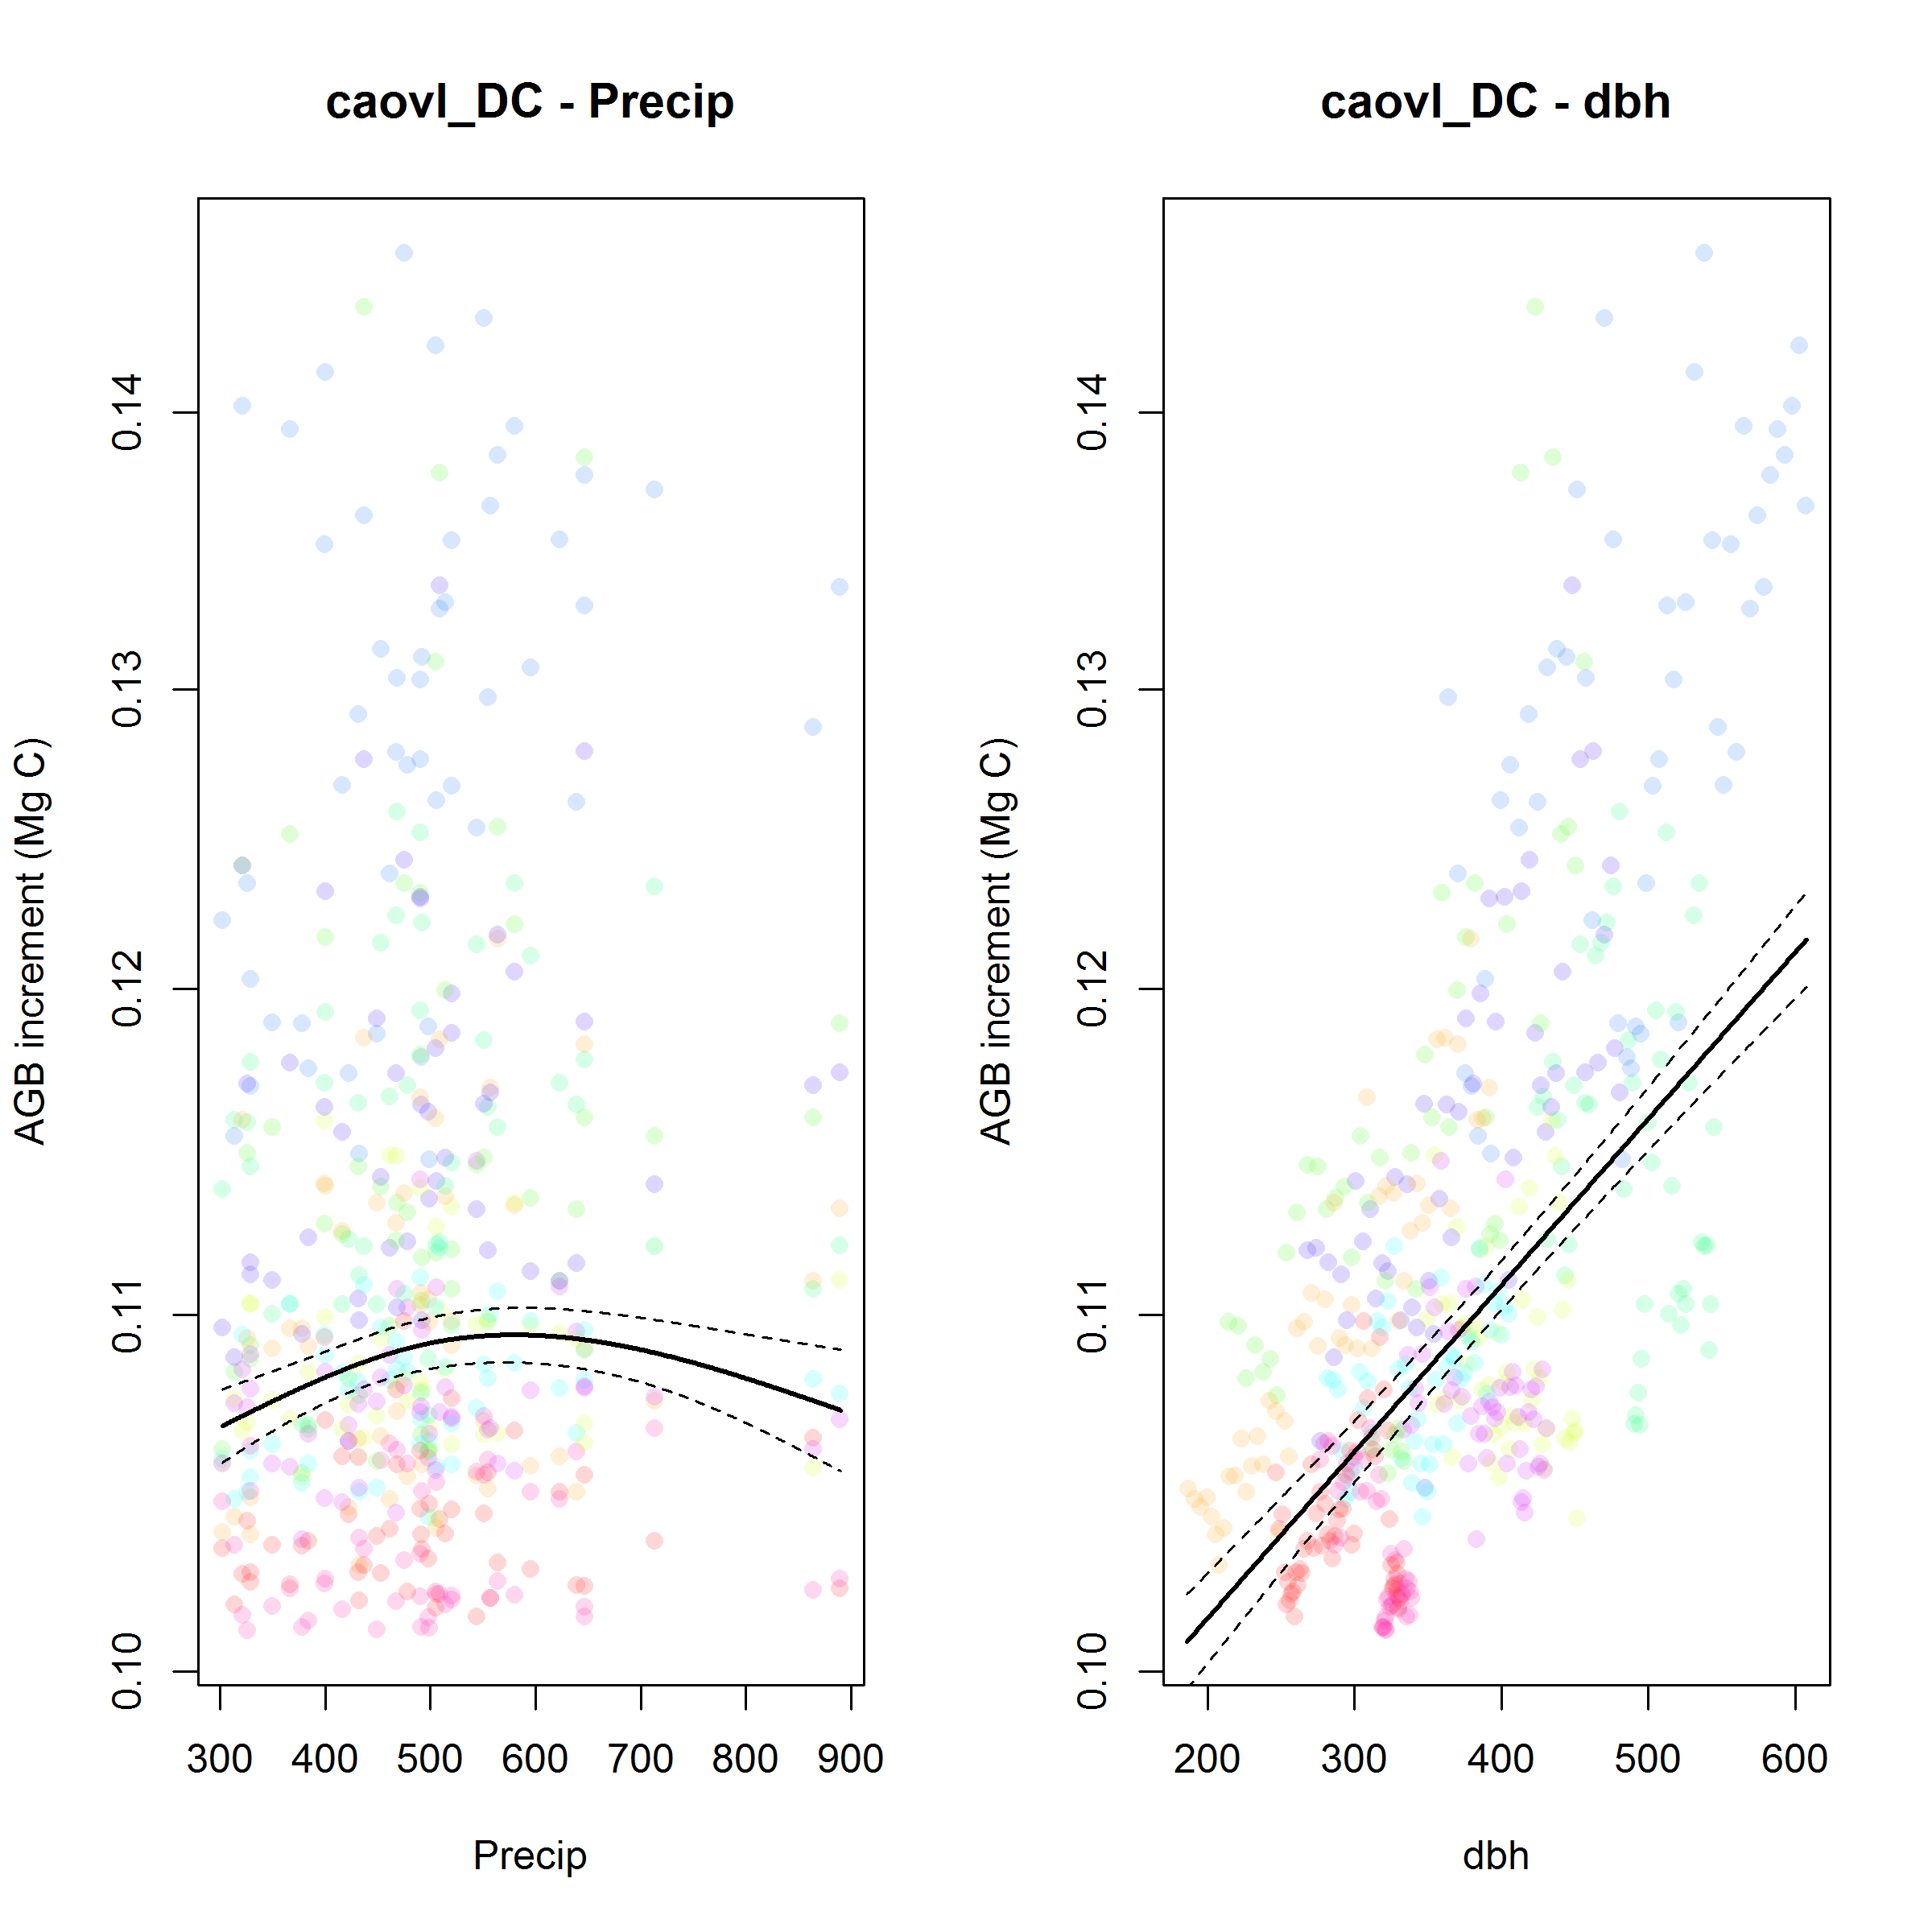 caovl_DC - Precip
AGB increment (Mg C)
0.14
0.13
0.12
0.11
0.10
300 400 500 600 700 800 900
Precip
caovl_DC - dbh
AGB increment (Mg C)
0.14
0.13
0.12
0.11
0.10
200 300 400 500 600
dbh